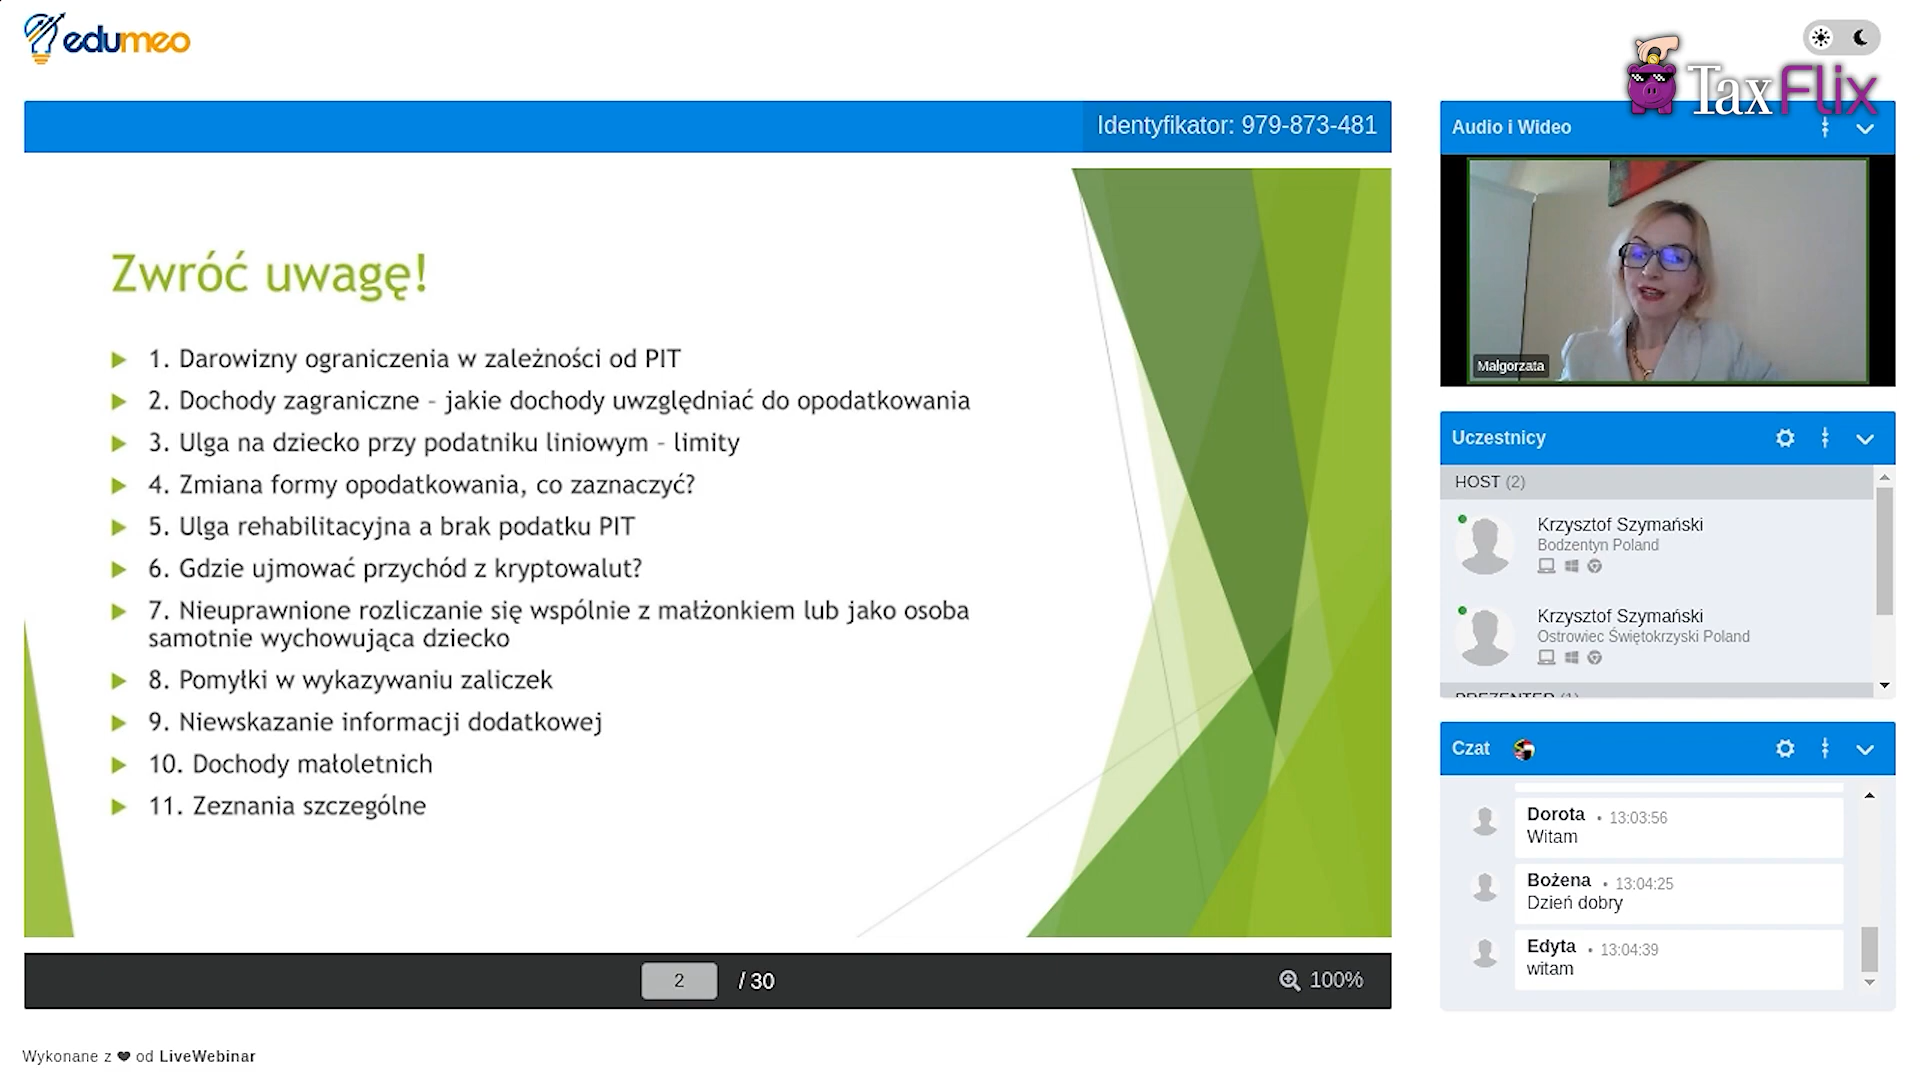 edumeo
TaxFlix
Identyfikator: 979-873-481
Zwróć uwagę!
1. Darowizny ograniczenia w zależności od PIT
2. Dochody zagraniczne – jakie dochody uwzględniać do opodatkowania
3. Ulga na dziecko przy podatniku liniowym – limity
4. Zmiana formy opodatkowania, co zaznaczyć?
5. Ulga rehabilitacyjna a brak podatku PIT
6. Gdzie ujmować przychód z kryptowalut?
7. Nieuprawnione rozliczanie się wspólnie z małżonkiem lub jako osoba
samotnie wychowująca dziecko
8. Pomyłki w wykazywaniu zaliczek
9. Niewskazanie informacji dodatkowej
10. Dochody małoletnich
11. Zeznania szczególne
2 / 30
100%
Wykonane z ❤ od LiveWebinar
Audio i Wideo
Małgorzata
Uczestnicy
HOST (2)
Krzysztof Szymański
Bodzentyn Poland
Krzysztof Szymański
Ostrowiec Świętokrzyski Poland
PREZENTER (1)
Czat
Dorota • 13:03:56
Witam
Bożena • 13:04:25
Dzień dobry
Edyta • 13:04:39
witam